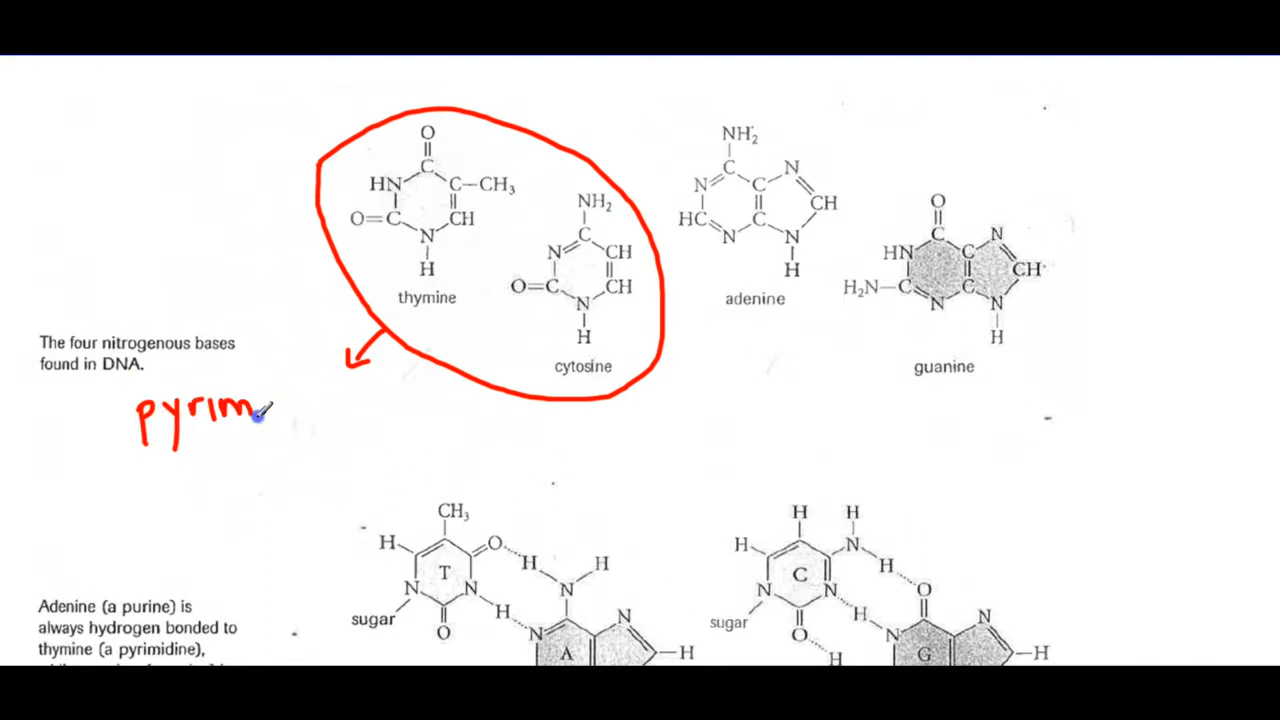 O
HN
C
C—CH₃
O=C
CH
N
H
thymine
NH₂
C
N
CH
O=C
CH
N
H
cytosine
NH₂
C
N
N
C
HC
C
CH
N
N
H
adenine
O
C
N
HN
C
CH
H₂N—C
C
N
N
H
guanine
The four nitrogenous bases
found in DNA.
pyrim
CH₃
H
O
H
H
T
N
N
N
sugar
H
O
N
A
H
N
H
H
H
N
H
C
O
N
N
N
sugar
H
O
H
N
G
H
Adenine (a purine) is
always hydrogen bonded to
thymine (a pyrimidine),